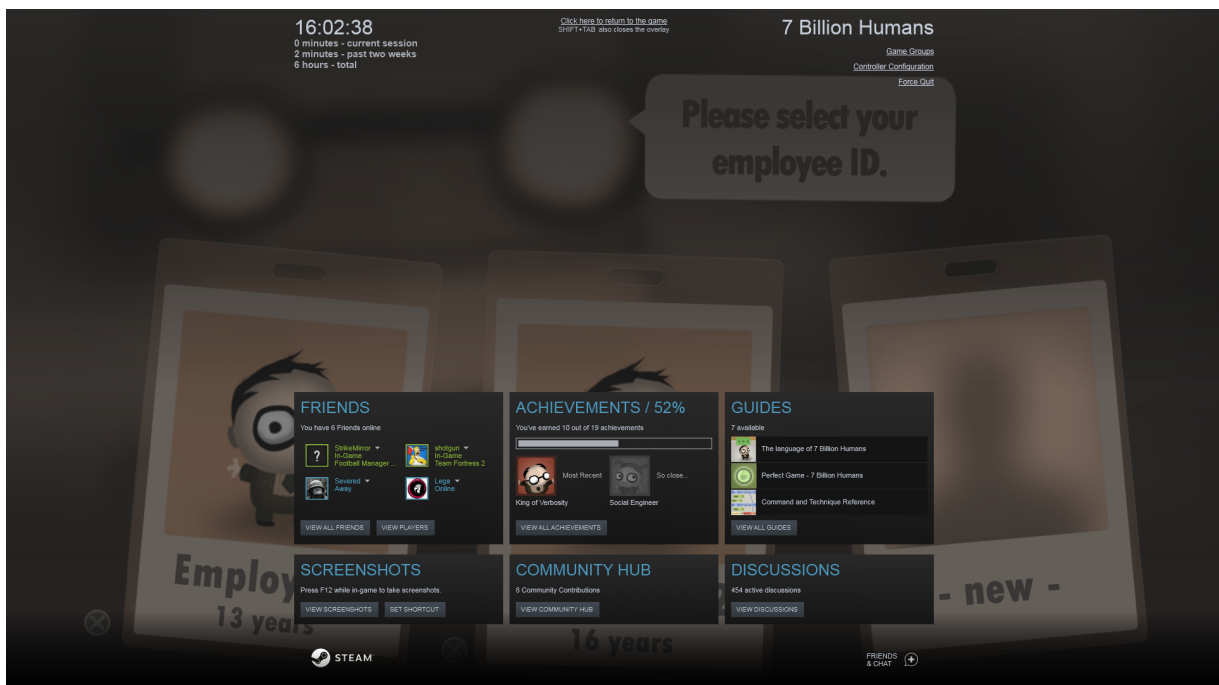 16:02:38
0 minutes - current session
2 minutes - past two weeks
6 hours - total
Click here to return to the game
SHIFT+TAB also closes the overlay
7 Billion Humans
Game Groups
Controller Configuration
Force Quit
Please select your
employee ID.
FRIENDS
You have 6 Friends online
StrikeMirror
In-Game
Football Manager ...
shotgun
In-Game
Team Fortress 2
Severed
Away
Lega
Online
VIEW ALL FRIENDS
VIEW PLAYERS
ACHIEVEMENTS / 52%
You've earned 10 out of 19 achievements
Most Recent
So close...
King of Verbosity
Social Engineer
VIEW ALL ACHIEVEMENTS
GUIDES
7 available
The language of 7 Billion Humans
Perfect Game - 7 Billion Humans
Command and Technique Reference
VIEW ALL GUIDES
SCREENSHOTS
Press F12 while in-game to take screenshots.
VIEW SCREENSHOTS
SET SHORTCUT
COMMUNITY HUB
8 Community Contributions
VIEW COMMUNITY HUB
DISCUSSIONS
454 active discussions
VIEW DISCUSSIONS
Employ
13 years
16 years
- new -
STEAM
FRIENDS
& CHAT